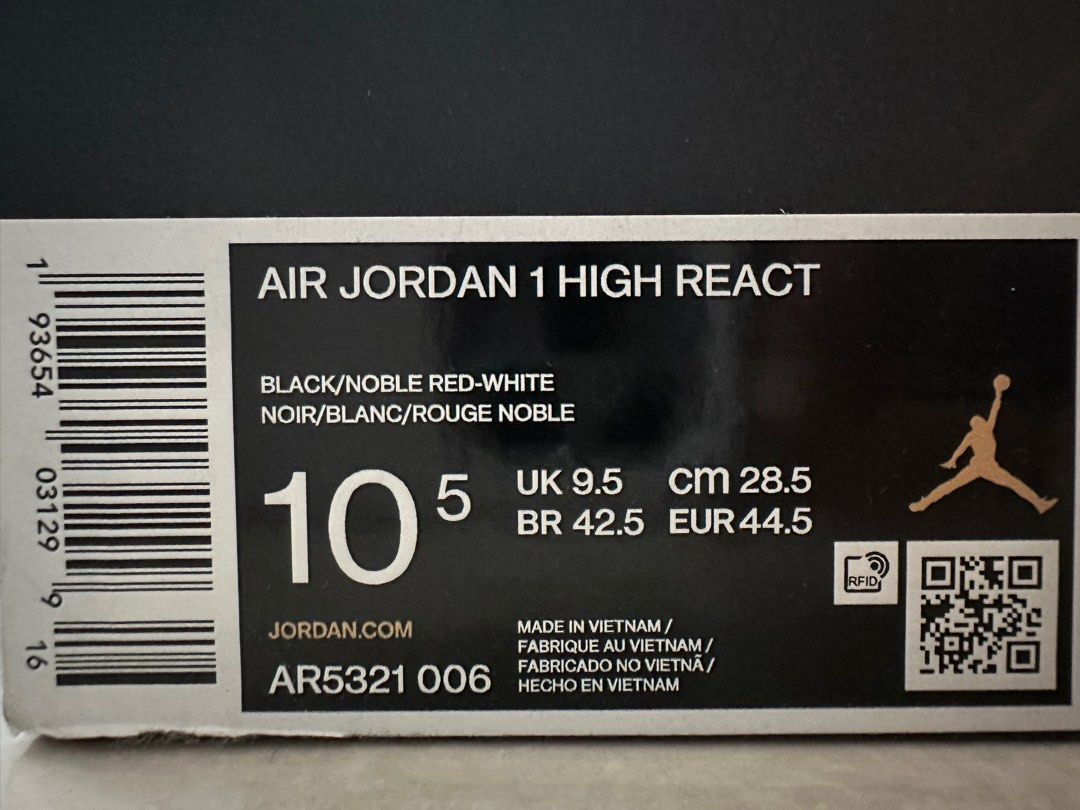 AIR JORDAN 1 HIGH REACT
BLACK/NOBLE RED-WHITE
NOIR/BLANC/ROUGE NOBLE
10 5
UK 9.5 cm 28.5
BR 42.5 EUR 44.5
RFID
JORDAN.COM
AR5321 006
MADE IN VIETNAM /
FABRIQUE AU VIETNAM /
FABRICADO NO VIETNÃ /
HECHO EN VIETNAM
1 93654 03129 9 16